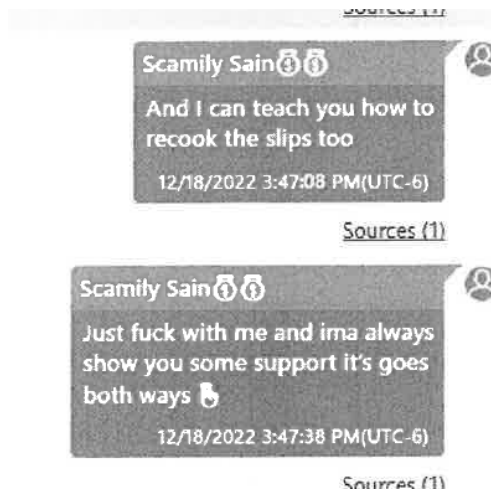 Sources (1)
Scamily Sain💰💰
And I can teach you how to
recook the slips too
12/18/2022 3:47:08 PM(UTC-6)
Sources (1)
Scamily Sain💰💰
Just fuck with me and ima always
show you some support it's goes
both ways 👌
12/18/2022 3:47:38 PM(UTC-6)
Sources (1)